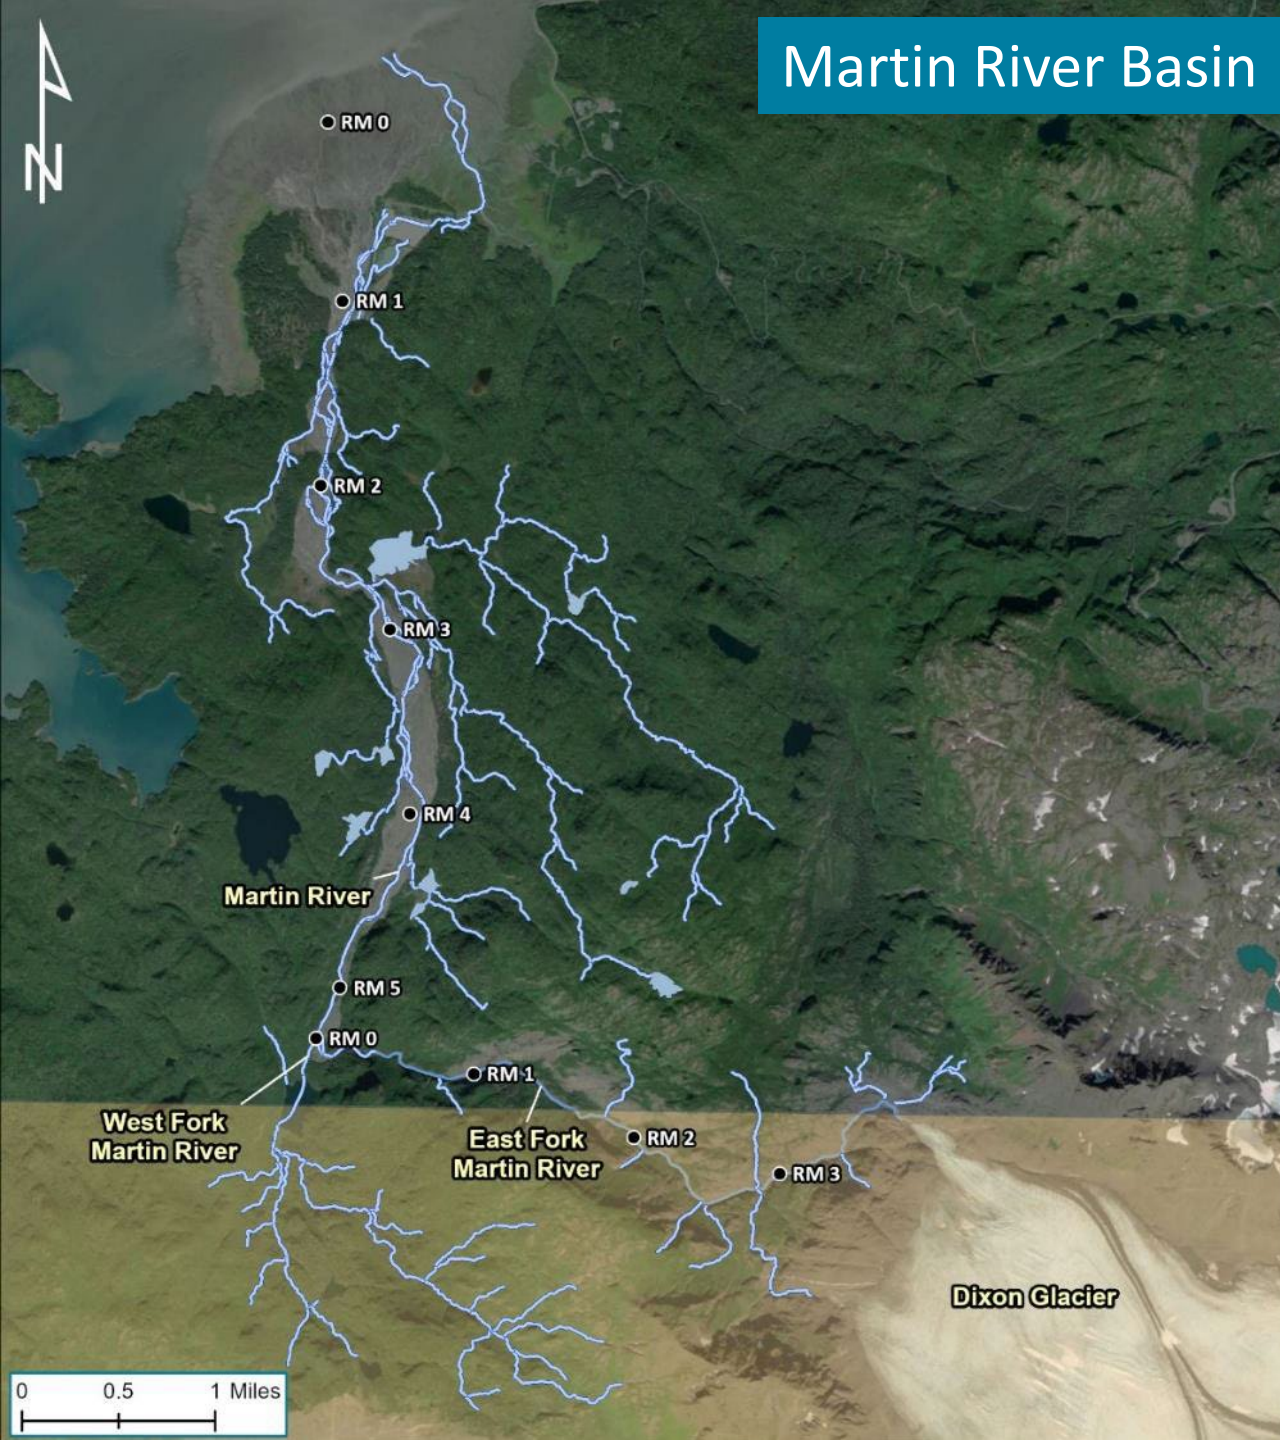 Martin River Basin
N
RM 0
RM 1
RM 2
RM 3
RM 4
Martin River
RM 5
RM 0
RM 1
West Fork
Martin River
East Fork
Martin River
RM 2
RM 3
Dixon Glacier
0 0.5 1 Miles